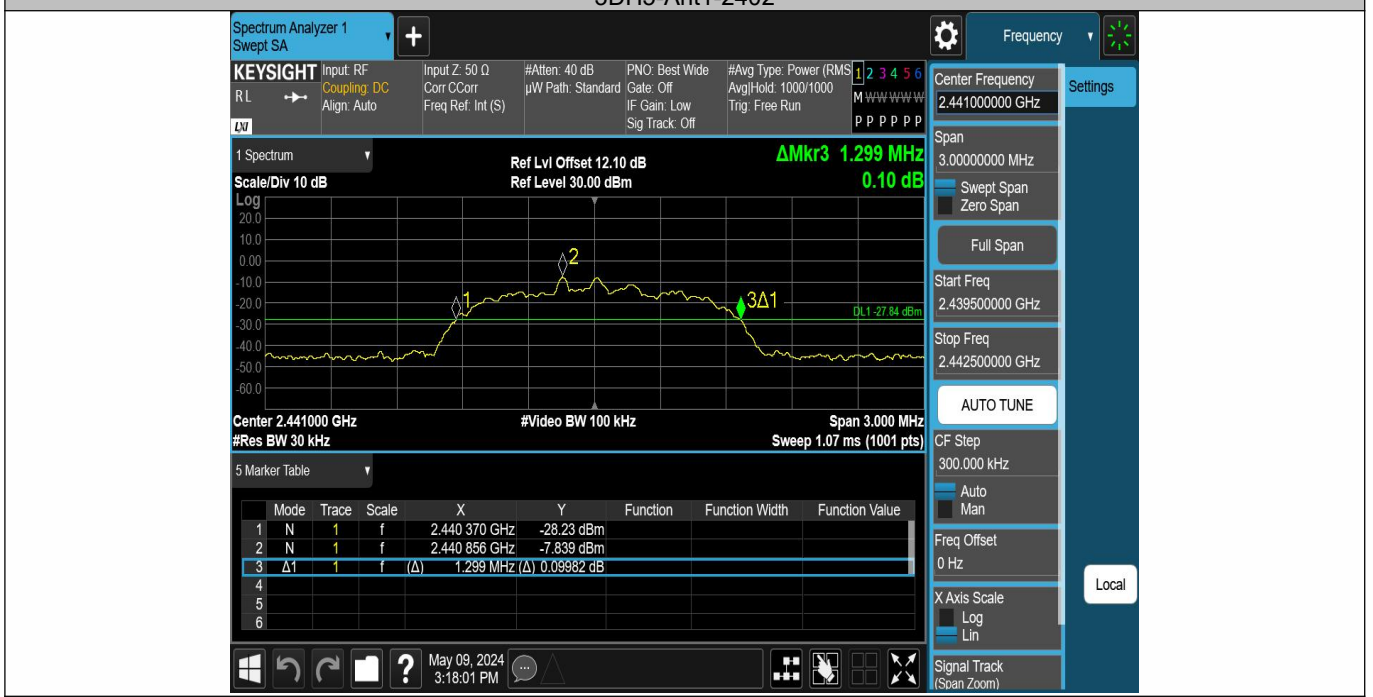 3DH5-Ant1-2402
Spectrum Analyzer 1
Swept SA
+
Frequency
KEYSIGHT
RL
LXI
Input: RF
Coupling: DC
Align: Auto
Input Z: 50 Ω
Corr CCorr
Freq Ref: Int (S)
#Atten: 40 dB
µW Path: Standard
PNO: Best Wide
Gate: Off
IF Gain: Low
Sig Track: Off
#Avg Type: Power (RMS
Avg|Hold: 1000/1000
Trig: Free Run
1 2 3 4 5 6
M W W W W W
P P P P P P
Center Frequency
2.441000000 GHz
Settings
1 Spectrum
Scale/Div 10 dB
Ref Lvl Offset 12.10 dB
Ref Level 30.00 dBm
ΔMkr3 1.299 MHz
0.10 dB
Span
3.00000000 MHz
Swept Span
Zero Span
Full Span
Start Freq
2.439500000 GHz
Stop Freq
2.442500000 GHz
AUTO TUNE
CF Step
300.000 kHz
Auto
Man
Freq Offset
0 Hz
X Axis Scale
Log
Lin
Signal Track
(Span Zoom)
Local
Log
20.0
10.0
0.00
-10.0
-20.0
-30.0
-40.0
-50.0
-60.0
1
2
3Δ1
DL1 -27.84 dBm
Center 2.441000 GHz
#Video BW 100 kHz
Span 3.000 MHz
#Res BW 30 kHz
Sweep 1.07 ms (1001 pts)
5 Marker Table
Mode Trace Scale X Y Function Function Width Function Value
1 N 1 f 2.440 370 GHz -28.23 dBm
2 N 1 f 2.440 856 GHz -7.839 dBm
3 Δ1 1 f (Δ) 1.299 MHz (Δ) 0.09982 dB
4
5
6
?
May 09, 2024
3:18:01 PM